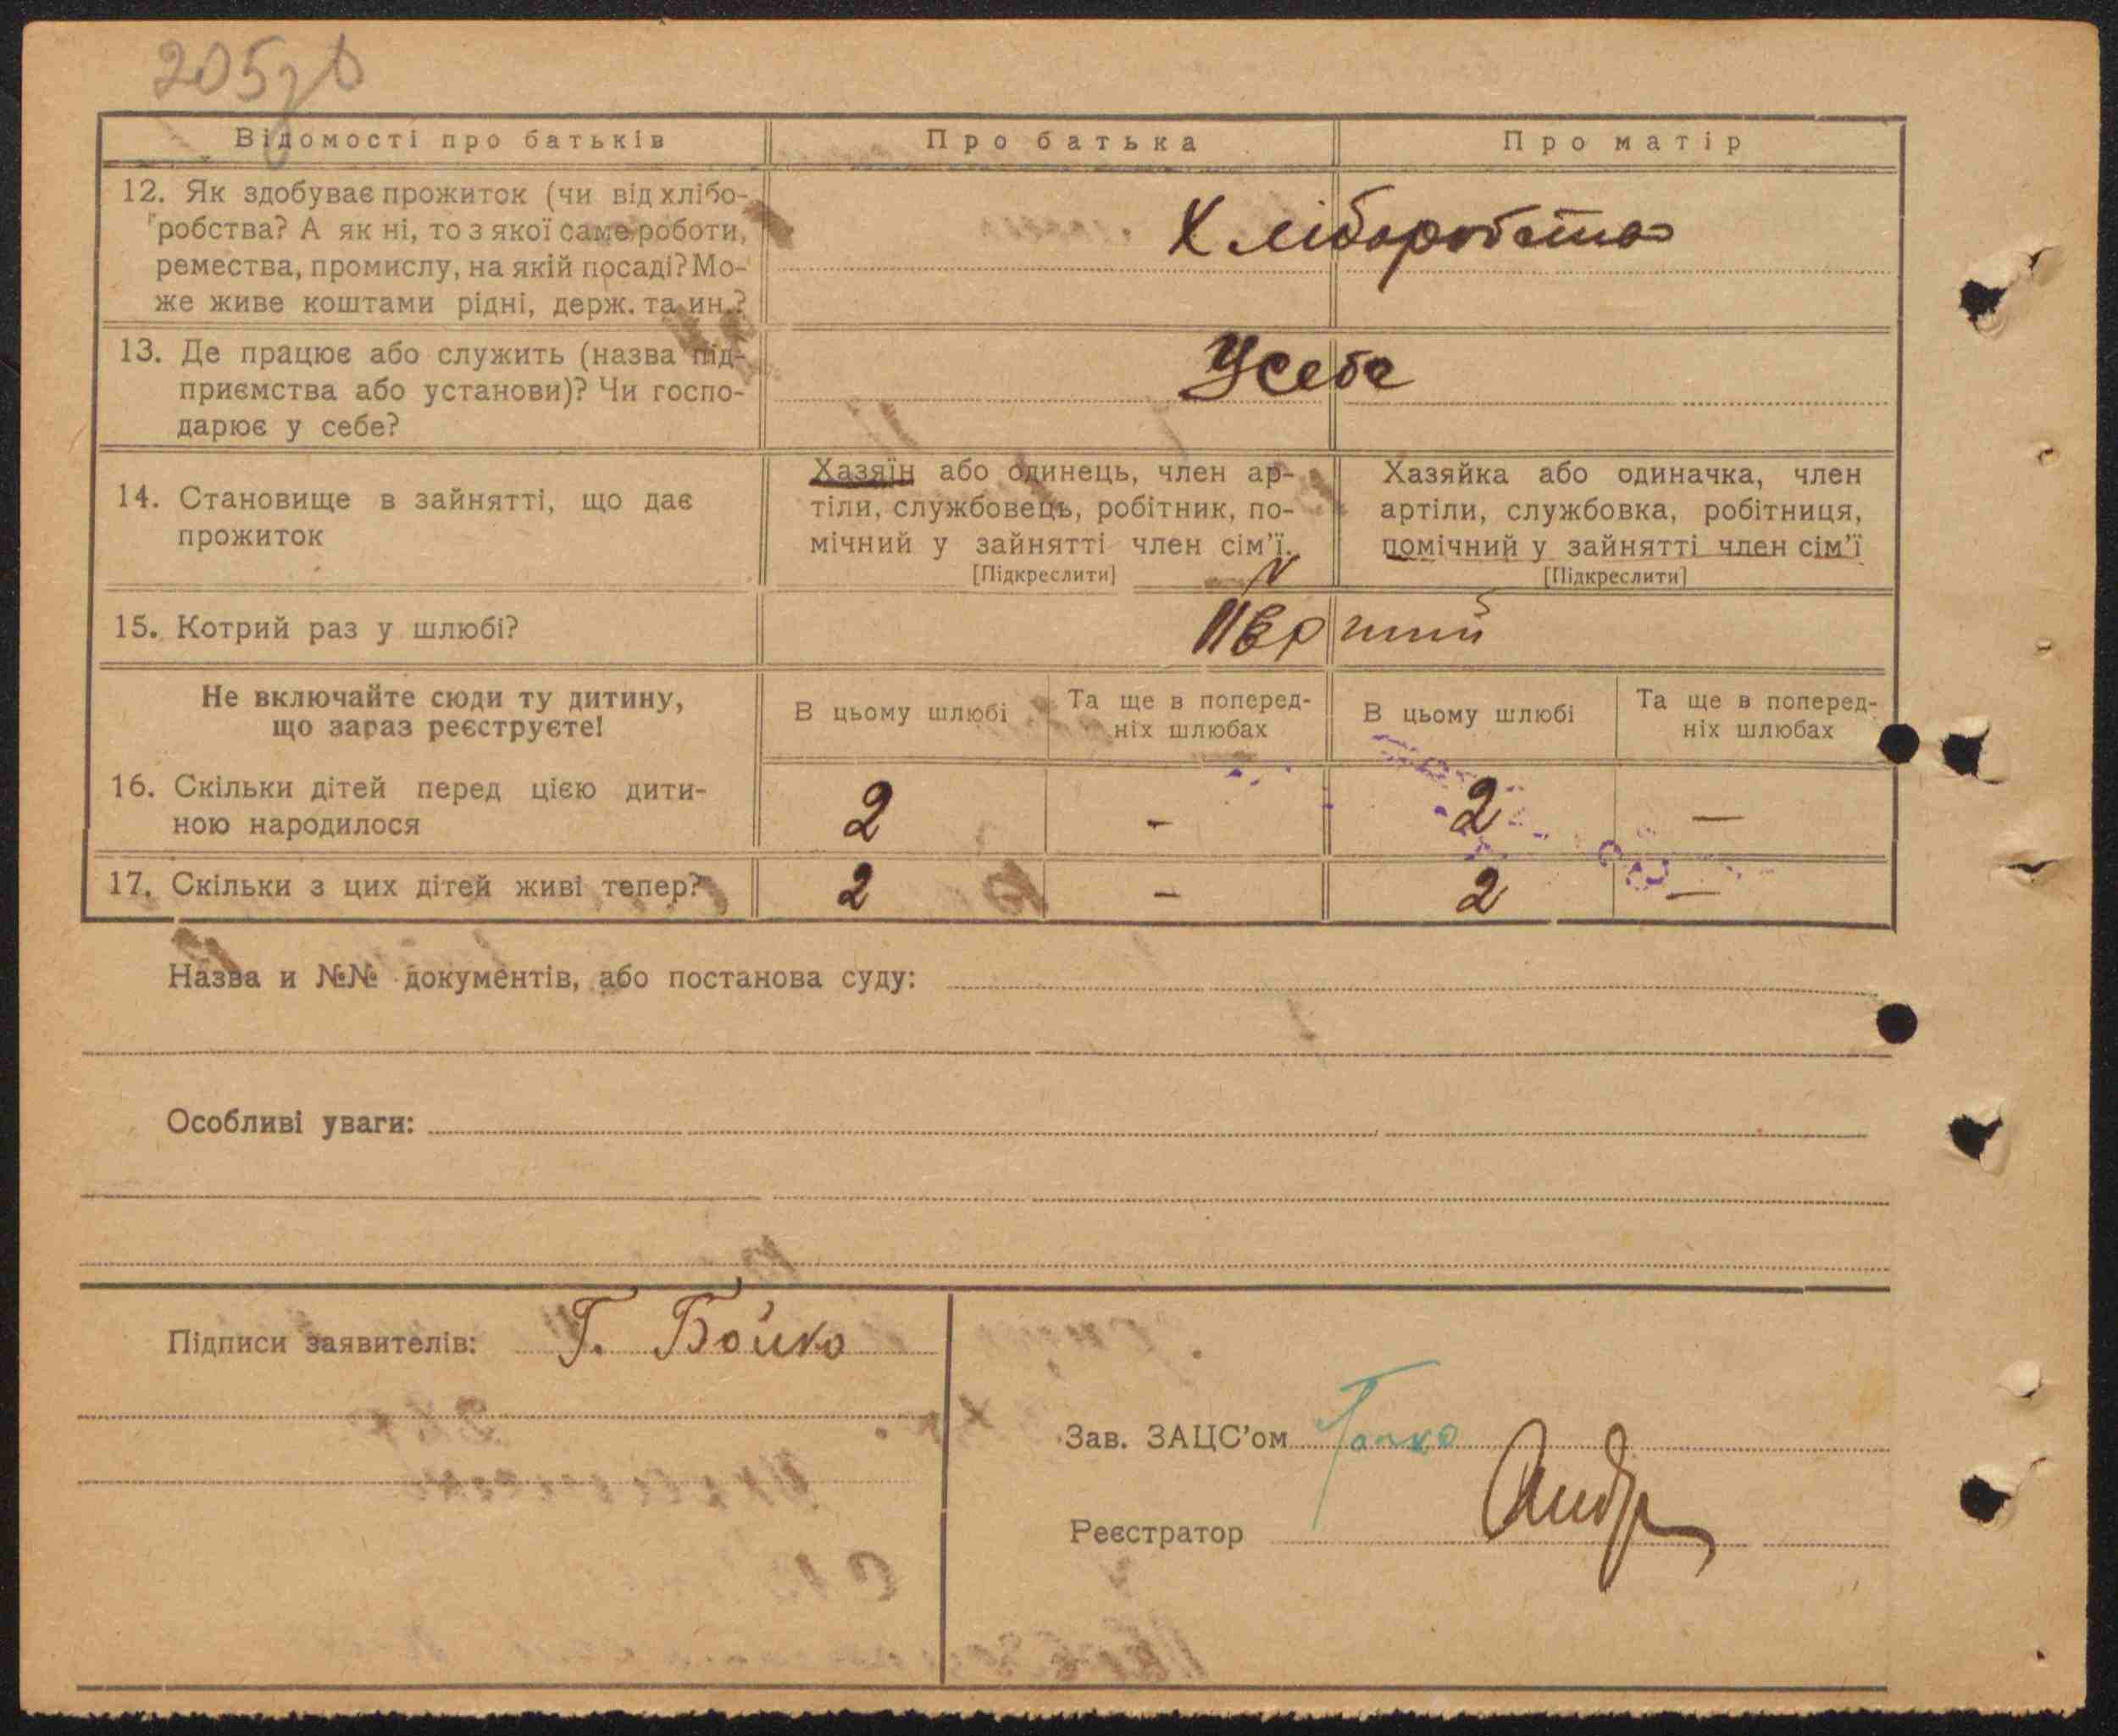 205зв
Відомості про батьків Про батька Про матір
12. Як здобуває прожиток (чи від хлібо-
робства? А як ні, то з якої саме роботи,
ремества, промислу, на якій посаді? Мо-
же живе коштами рідні, держ. та ин.?
Хліборобство
13. Де працює або служить (назва під-
приємства або установи)? Чи госпо-
дарює у себе?
У себе
14. Становище в зайнятті, що дає
прожиток
Хазяїн або одинець, член ар-
тіли, службовець, робітник, по-
мічний у зайнятті член сім'ї.
[Підкреслити]
Хазяйка або одиначка, член
артіли, службовка, робітниця,
помічний у зайнятті член сім'ї
[Підкреслити]
15. Котрий раз у шлюбі?
Не включайте сюди ту дитину,
що зараз реєструєте!
В цьому шлюбі
Та ще в поперед-
ніх шлюбах
В цьому шлюбі
Та ще в поперед-
ніх шлюбах
16. Скільки дітей перед цією дити-
ною народилося
2 - 2 —
17. Скільки з цих дітей живі тепер? 2 - 2 —
Назва и №№ документів, або постанова суду:
Особливі уваги:
Підписи заявителів: Г. Бойко
Зав. ЗАЦС'ом
Реєстратор